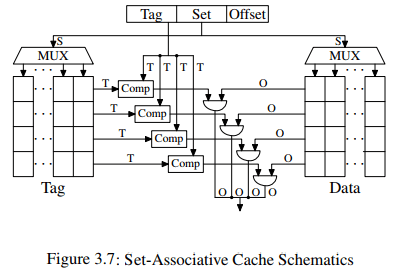 Tag Set Offset
S S
MUX MUX
T T T T
T Comp O
T Comp O
T Comp O
T Comp O
O O O O
Tag Data
Figure 3.7: Set-Associative Cache Schematics